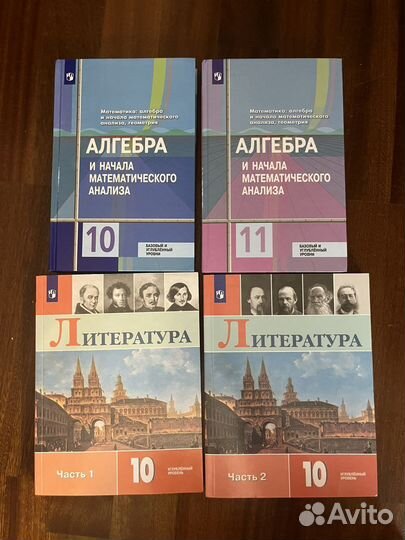 Математика: алгебра
и начала математического
анализа, геометрия
АЛГЕБРА
И НАЧАЛА
МАТЕМАТИЧЕСКОГО
АНАЛИЗА
10
БАЗОВЫЙ И
УГЛУБЛЁННЫЙ
УРОВНИ
Математика: алгебра
и начала математического
анализа, геометрия
АЛГЕБРА
И НАЧАЛА
МАТЕМАТИЧЕСКОГО
АНАЛИЗА
11
БАЗОВЫЙ И
УГЛУБЛЁННЫЙ
УРОВНИ
ЛИТЕРАТУРА
Часть 1
10
УГЛУБЛЁННЫЙ
УРОВЕНЬ
ЛИТЕРАТУРА
Часть 2
10
УГЛУБЛЁННЫЙ
УРОВЕНЬ
Avito